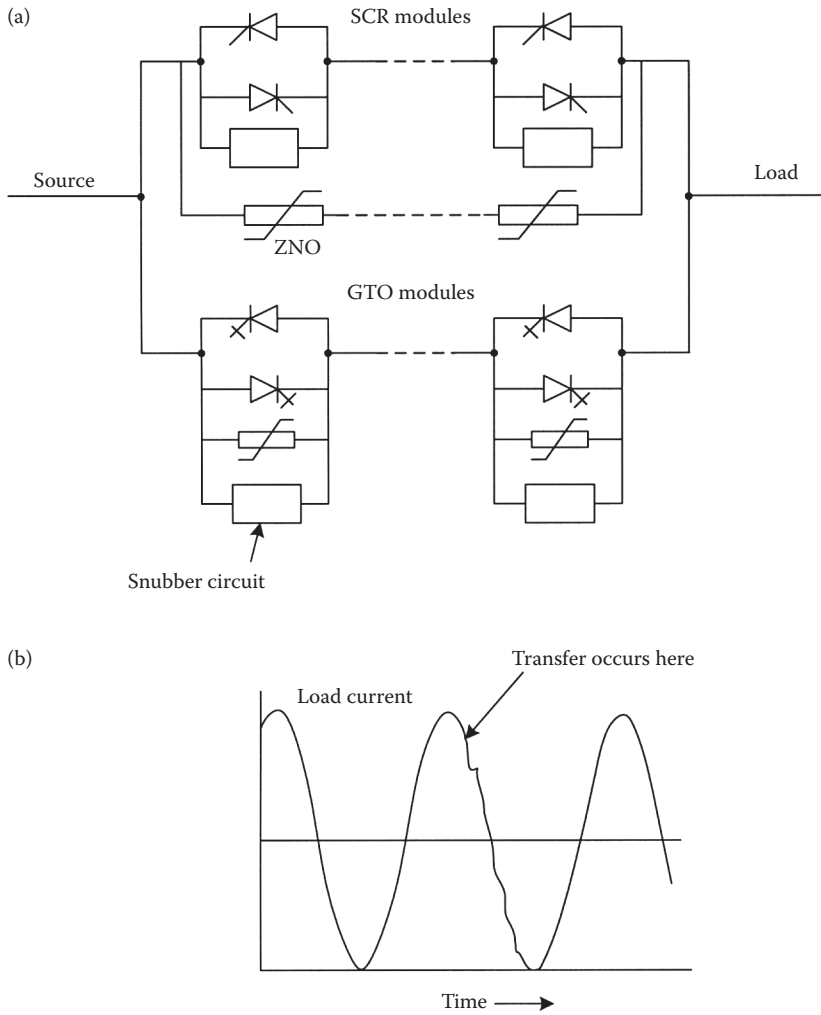 (a)
SCR modules
Source
Load
ZNO
GTO modules
Snubber circuit
(b)
Transfer occurs here
Load current
Time